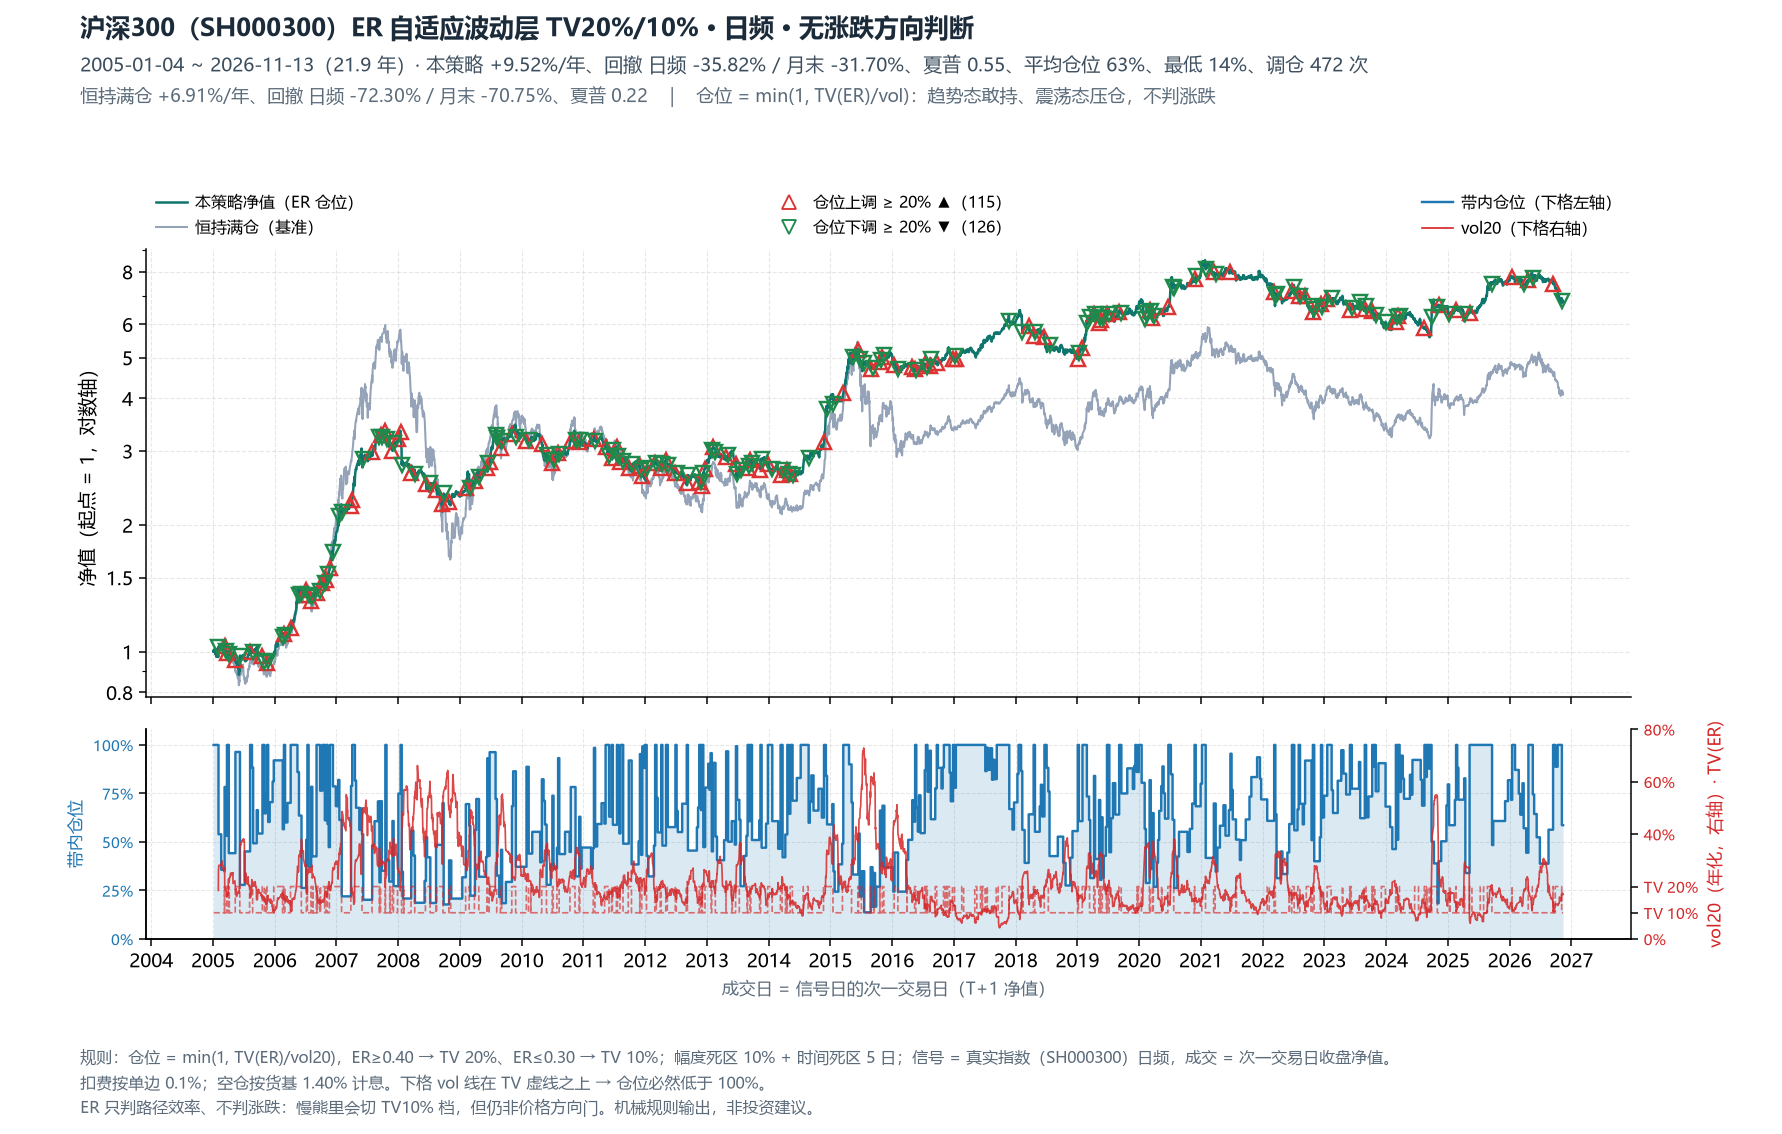 沪深300（SH000300）ER 自适应波动层 TV20%/10% • 日频 • 无涨跌方向判断
2005-01-04 ~ 2026-11-13（21.9 年）· 本策略 +9.52%/年、回撤 日频 -35.82% / 月末 -31.70%、夏普 0.55、平均仓位 63%、最低 14%、调仓 472 次
恒持满仓 +6.91%/年、回撤 日频 -72.30% / 月末 -70.75%、夏普 0.22 | 仓位 = min(1, TV(ER)/vol)：趋势态敢持、震荡态压仓，不判涨跌
本策略净值（ER 仓位）
恒持满仓（基准）
仓位上调 ≥ 20% ▲（115）
仓位下调 ≥ 20% ▼（126）
带内仓位（下格左轴）
vol20（下格右轴）
净值（起点 = 1，对数轴）
8
6
5
4
3
2
1.5
1
0.8
带内仓位
100%
75%
50%
25%
0%
80%
60%
40%
TV 20%
TV 10%
0%
vol20（年化，右轴）· TV(ER)
2004 2005 2006 2007 2008 2009 2010 2011 2012 2013 2014 2015 2016 2017 2018 2019 2020 2021 2022 2023 2024 2025 2026 2027
成交日 = 信号日的次一交易日（T+1 净值）
规则：仓位 = min(1, TV(ER)/vol20)，ER≥0.40 → TV 20%、ER≤0.30 → TV 10%；幅度死区 10% + 时间死区 5 日；信号 = 真实指数（SH000300）日频，成交 = 次一交易日收盘净值。
扣费按单边 0.1%；空仓按货基 1.40% 计息。下格 vol 线在 TV 虚线之上 → 仓位必然低于 100%。
ER 只判路径效率、不判涨跌：慢熊里会切 TV10% 档，但仍非价格方向门。机械规则输出，非投资建议。